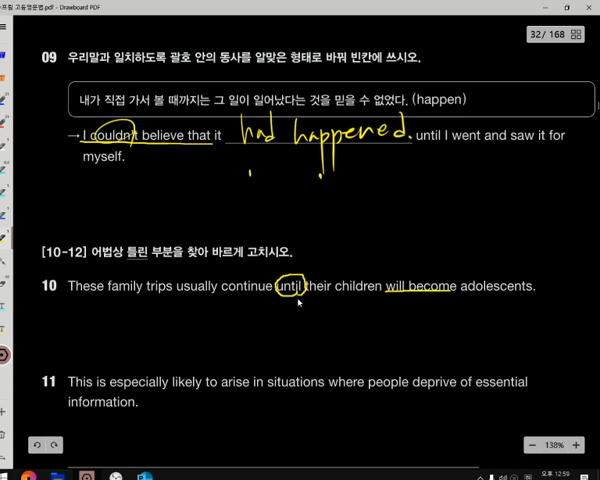 프림 고등영문법.pdf - Drawboard PDF
32 / 168
09 우리말과 일치하도록 괄호 안의 동사를 알맞은 형태로 바꿔 빈칸에 쓰시오.
내가 직접 가서 볼 때까지는 그 일이 일어났다는 것을 믿을 수 없었다. (happen)
→ I couldn't believe that it had happened. until I went and saw it for
myself.
[10-12] 어법상 틀린 부분을 찾아 바르게 고치시오.
10 These family trips usually continue until their children will become adolescents.
11 This is especially likely to arise in situations where people deprive of essential
information.
138%
오후 12:59